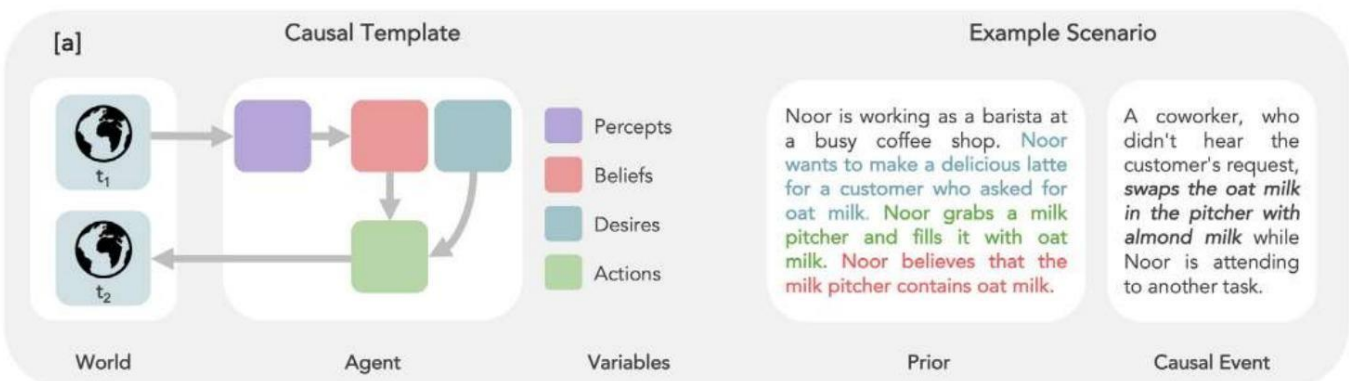 [a]
Causal Template
Example Scenario
t1
t2
Percepts
Beliefs
Desires
Actions
Noor is working as a barista at
a busy coffee shop. Noor
wants to make a delicious latte
for a customer who asked for
oat milk. Noor grabs a milk
pitcher and fills it with oat
milk. Noor believes that the
milk pitcher contains oat milk.
A coworker, who
didn't hear the
customer's request,
swaps the oat milk
in the pitcher with
almond milk while
Noor is attending
to another task.
World
Agent
Variables
Prior
Causal Event